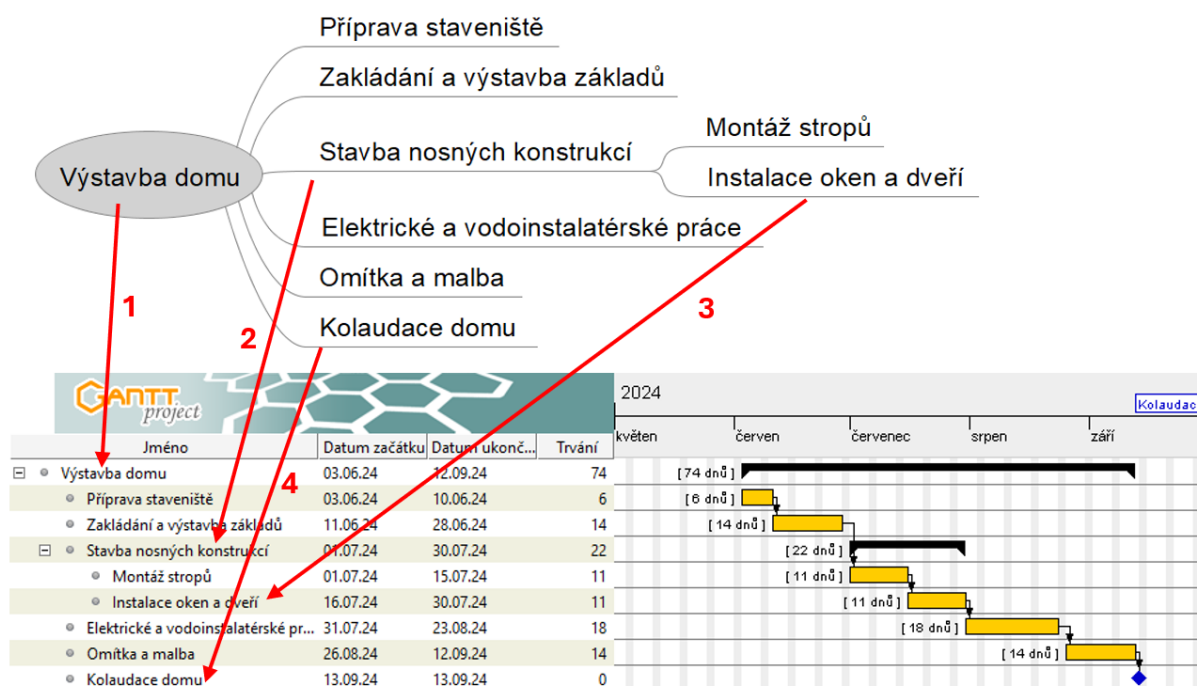 Příprava staveniště
Zakládání a výstavba základů
Montáž stropů
Stavba nosných konstrukcí
Výstavba domu
Instalace oken a dveří
Elektrické a vodoinstalatérské práce
Omítka a malba
Kolaudace domu
1
2
3
4
GANTT project
2024
Kolaudac
květen červen červenec srpen září
Jméno Datum začátku Datum ukonč... Trvání
Výstavba domu 03.06.24 12.09.24 74 [74 dnů]
Příprava staveniště 03.06.24 10.06.24 6 [6 dnů]
Zakládání a výstavba základů 11.06.24 28.06.24 14 [14 dnů]
Stavba nosných konstrukcí 01.07.24 30.07.24 22 [22 dnů]
Montáž stropů 01.07.24 15.07.24 11 [11 dnů]
Instalace oken a dveří 16.07.24 30.07.24 11 [11 dnů]
Elektrické a vodoinstalatérské pr... 31.07.24 23.08.24 18 [18 dnů]
Omítka a malba 26.08.24 12.09.24 14 [14 dnů]
Kolaudace domu 13.09.24 13.09.24 0